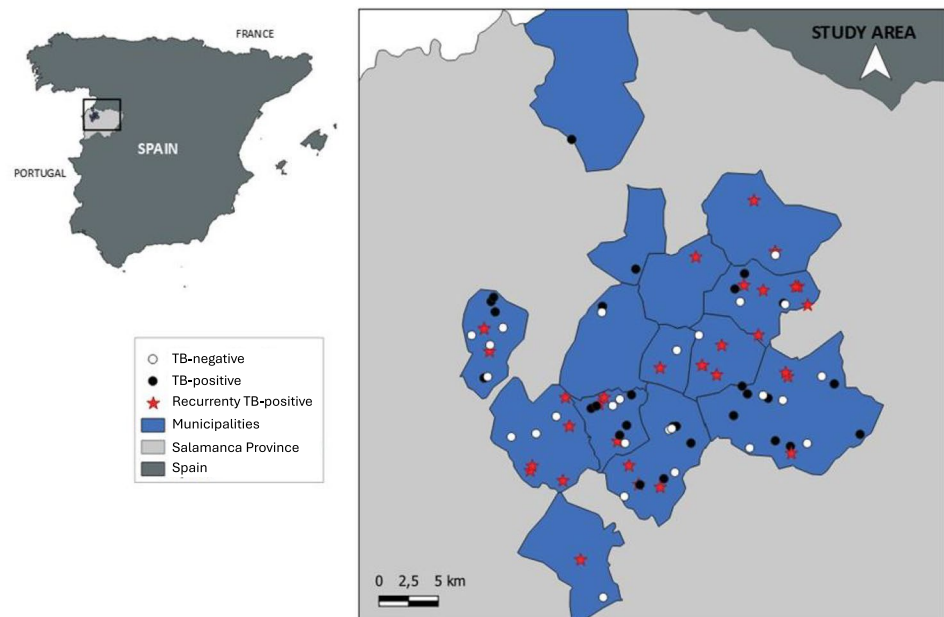 FRANCE
SPAIN
PORTUGAL
TB-negative
TB-positive
Recurrenty TB-positive
Municipalities
Salamanca Province
Spain
STUDY AREA
0 2,5 5 km